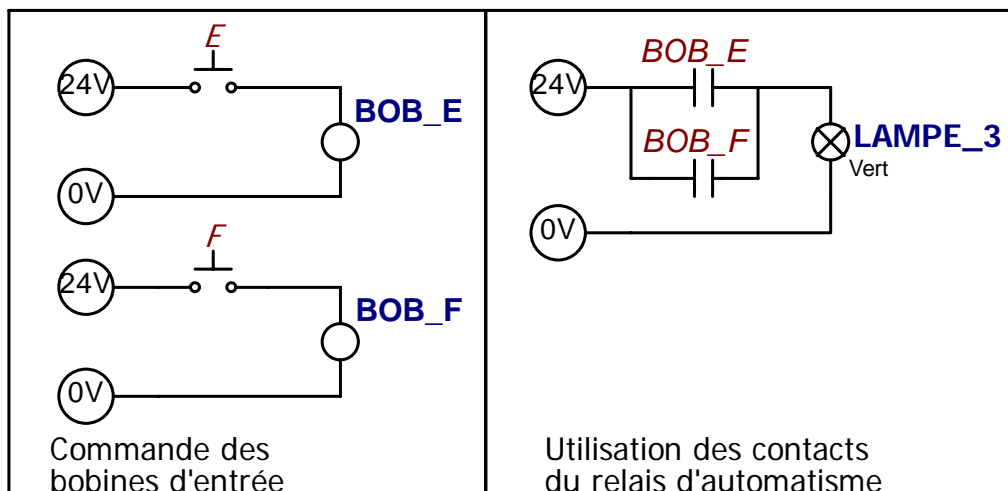 E
24V
BOB_E
0V
F
24V
BOB_F
0V
Commande des
bobines d'entrée
BOB_E
24V
BOB_F
LAMPE_3
Vert
0V
Utilisation des contacts
du relais d'automatisme